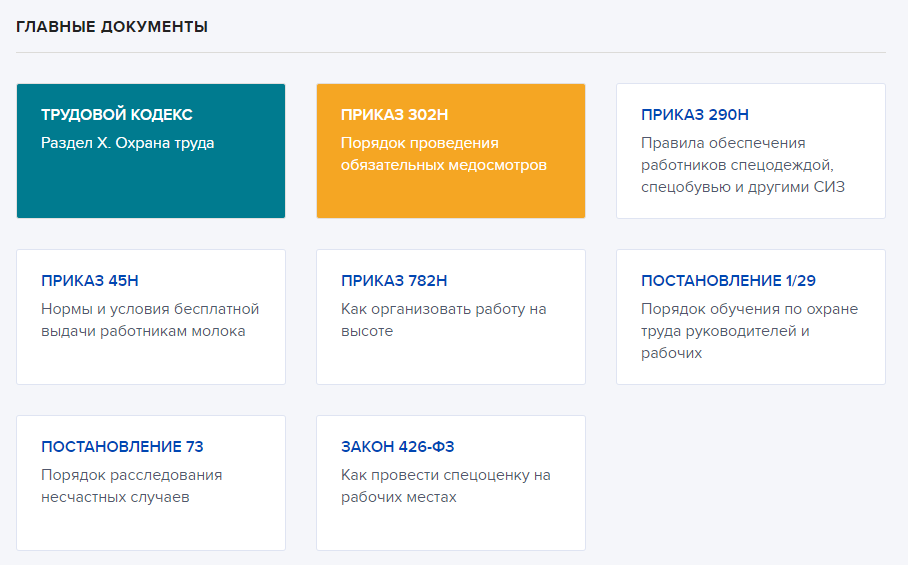 ГЛАВНЫЕ ДОКУМЕНТЫ
ТРУДОВОЙ КОДЕКС
Раздел X. Охрана труда
ПРИКАЗ 302Н
Порядок проведения
обязательных медосмотров
ПРИКАЗ 290Н
Правила обеспечения
работников спецодеждой,
спецобувью и другими СИЗ
ПРИКАЗ 45Н
Нормы и условия бесплатной
выдачи работникам молока
ПРИКАЗ 782Н
Как организовать работу на
высоте
ПОСТАНОВЛЕНИЕ 1/29
Порядок обучения по охране
труда руководителей и
рабочих
ПОСТАНОВЛЕНИЕ 73
Порядок расследования
несчастных случаев
ЗАКОН 426-ФЗ
Как провести спецоценку на
рабочих местах